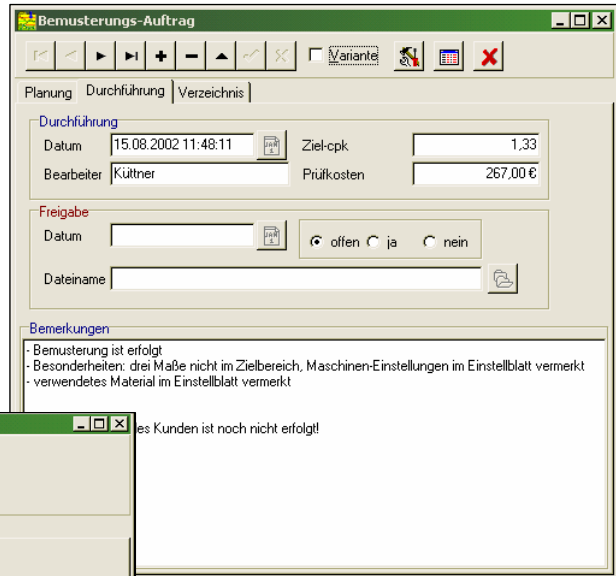 Bemusterungs-Auftrag
Variante
Planung Durchführung Verzeichnis
Durchführung
Datum 15.08.2002 11:48:11 Ziel-cpk 1,33
Bearbeiter Küttner Prüfkosten 267,00 €
Freigabe
Datum offen ja nein
Dateiname
Bemerkungen
- Bemusterung ist erfolgt
- Besonderheiten: drei Maße nicht im Zielbereich, Maschinen-Einstellungen im Einstellblatt vermerkt
- verwendetes Material im Einstellblatt vermerkt
Kunden ist noch nicht erfolgt!